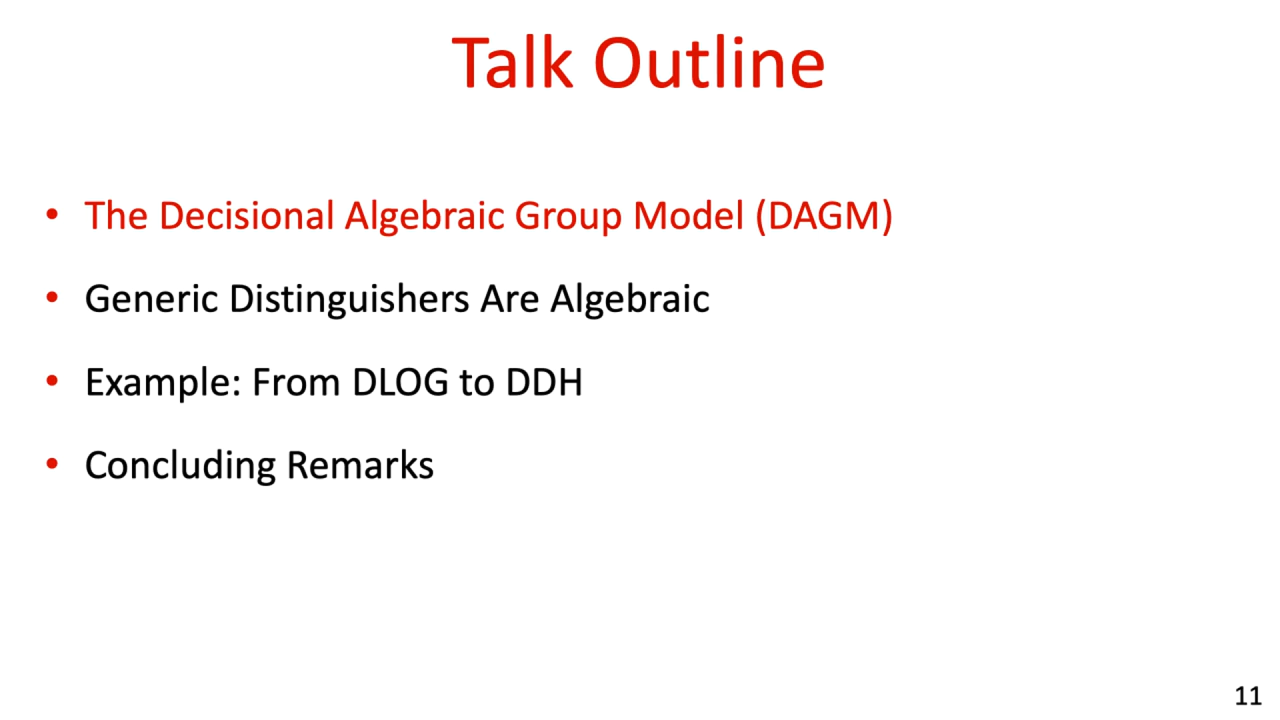 Talk Outline
• The Decisional Algebraic Group Model (DAGM)
• Generic Distinguishers Are Algebraic
• Example: From DLOG to DDH
• Concluding Remarks
11